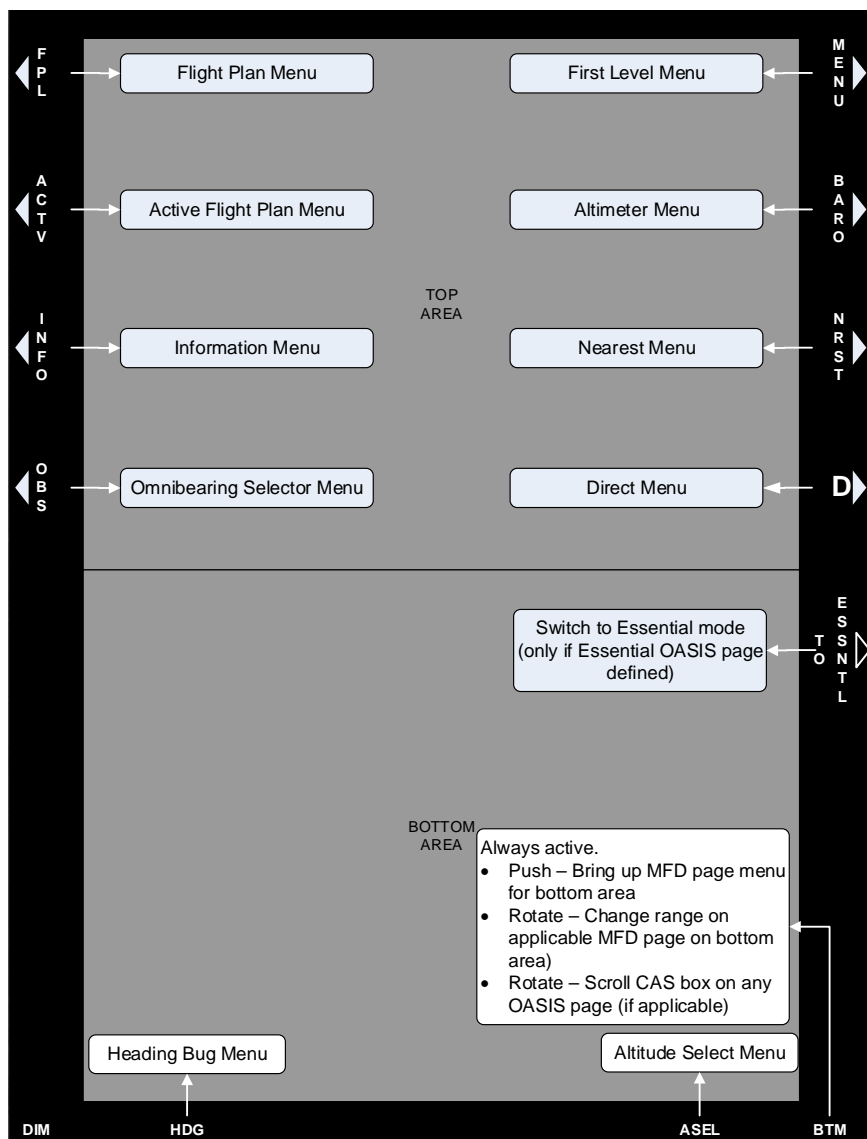 FPL
Flight Plan Menu
First Level Menu
MENU
ACTV
Active Flight Plan Menu
Altimeter Menu
BARO
TOP
AREA
INFO
Information Menu
Nearest Menu
NRST
OBS
Omnibearing Selector Menu
Direct Menu
D
Switch to Essential mode
(only if Essential OASIS page
defined)
TO
ESSNTL
BOTTOM
AREA
Always active.
• Push – Bring up MFD page menu
for bottom area
• Rotate – Change range on
applicable MFD page on bottom
area)
• Rotate – Scroll CAS box on any
OASIS page (if applicable)
Heading Bug Menu
Altitude Select Menu
DIM
HDG
ASEL
BTM